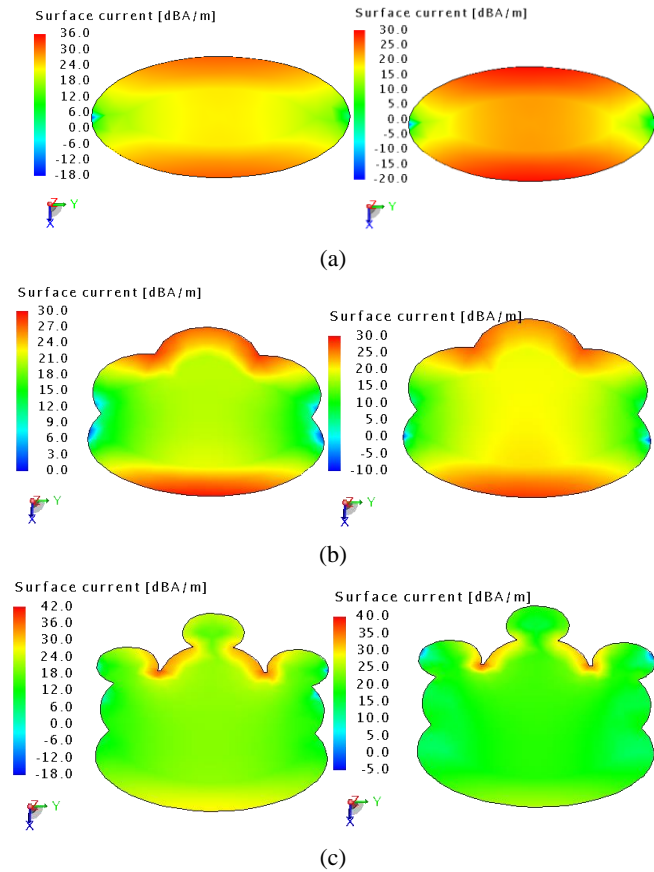 Surface current [dBA/m]
36.0
30.0
24.0
18.0
12.0
6.0
0.0
-6.0
-12.0
-18.0
Z
Y
X
Surface current [dBA/m]
30.0
25.0
20.0
15.0
10.0
5.0
0.0
-5.0
-10.0
-15.0
-20.0
Z
Y
X
(a)
Surface current [dBA/m]
30.0
27.0
24.0
21.0
18.0
15.0
12.0
9.0
6.0
3.0
0.0
Z
Y
X
Surface current [dBA/m]
30.0
25.0
20.0
15.0
10.0
5.0
0.0
-5.0
-10.0
Z
Y
X
(b)
Surface current [dBA/m]
42.0
36.0
30.0
24.0
18.0
12.0
6.0
0.0
-6.0
-12.0
-18.0
Z
Y
X
Surface current [dBA/m]
40.0
35.0
30.0
25.0
20.0
15.0
10.0
5.0
0.0
-5.0
Z
Y
X
(c)